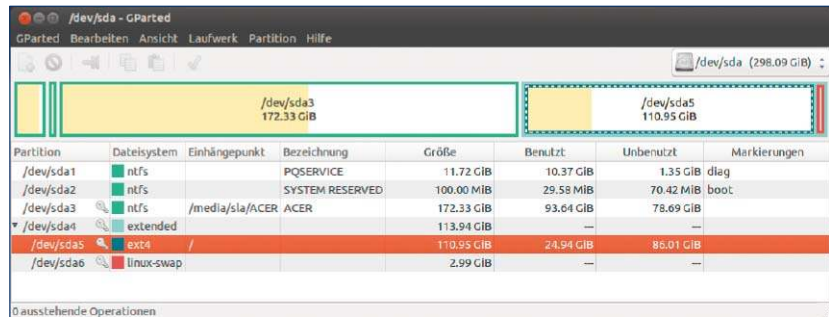 /dev/sda - GParted
GParted Bearbeiten Ansicht Laufwerk Partition Hilfe
/dev/sda (298.09 GiB)
/dev/sda3
172.33 GiB
/dev/sda5
110.95 GiB
Partition Dateisystem Einhängepunkt Bezeichnung Größe Benutzt Unbenutzt Markierungen
/dev/sda1 ntfs PQSERVICE 11.72 GiB 10.37 GiB 1.35 GiB diag
/dev/sda2 ntfs SYSTEM RESERVED 100.00 MiB 29.58 MiB 70.42 MiB boot
/dev/sda3 ntfs /media/sla/ACER ACER 172.33 GiB 93.64 GiB 78.69 GiB
/dev/sda4 extended 113.94 GiB — —
/dev/sda5 ext4 / 110.95 GiB 24.94 GiB 86.01 GiB
/dev/sda6 linux-swap 2.99 GiB — —
0 ausstehende Operationen